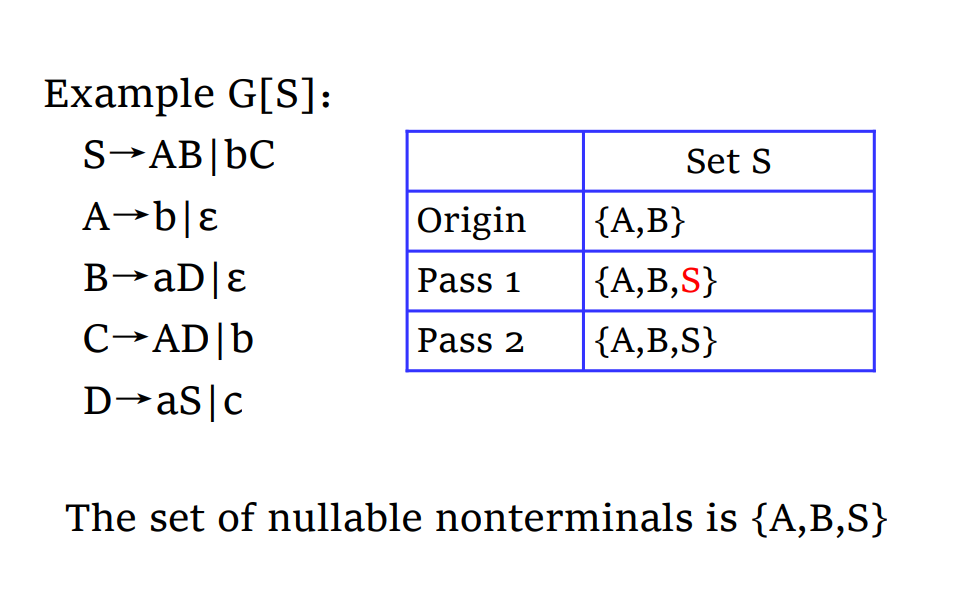 Example G[S]：
S→AB|bC
A→b|ε
B→aD|ε
C→AD|b
D→aS|c
Set S
Origin {A,B}
Pass 1 {A,B,S}
Pass 2 {A,B,S}
The set of nullable nonterminals is {A,B,S}